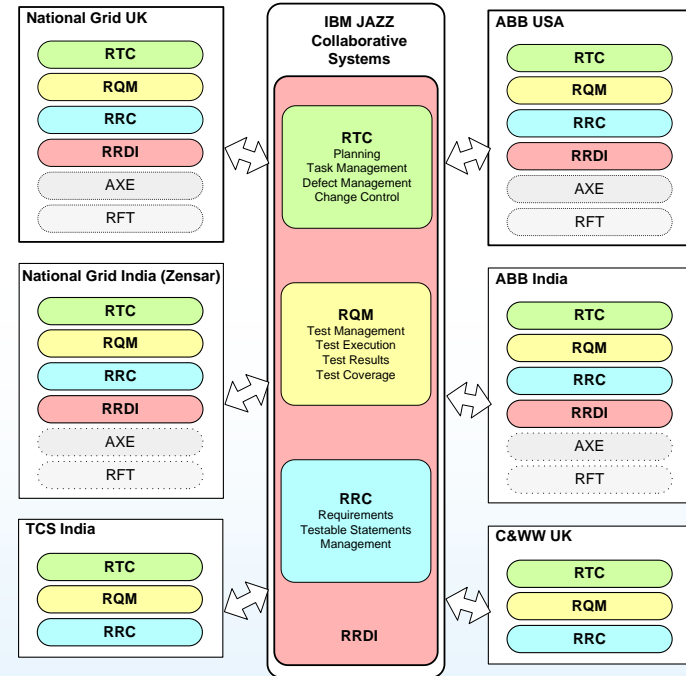 National Grid UK
RTC
RQM
RRC
RRDI
AXE
RFT
National Grid India (Zensar)
RTC
RQM
RRC
RRDI
AXE
RFT
TCS India
RTC
RQM
RRC
IBM JAZZ
Collaborative
Systems
RTC
Planning
Task Management
Defect Management
Change Control
RQM
Test Management
Test Execution
Test Results
Test Coverage
RRC
Requirements
Testable Statements
Management
RRDI
ABB USA
RTC
RQM
RRC
RRDI
AXE
RFT
ABB India
RTC
RQM
RRC
RRDI
AXE
RFT
C&WW UK
RTC
RQM
RRC